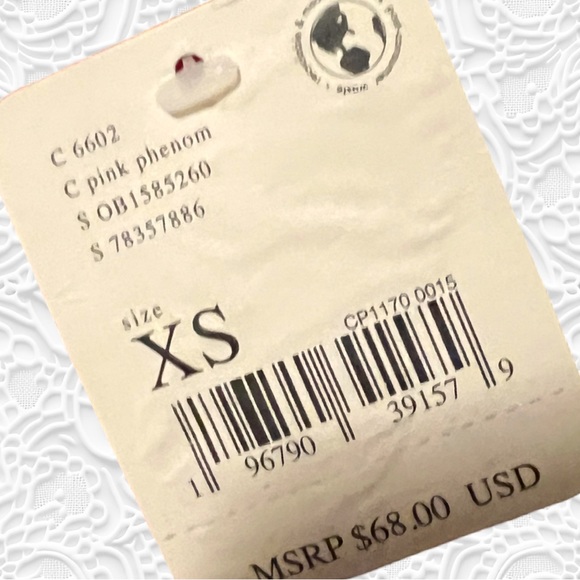 C 6602
C pink phenom
S OB1585260
S 78357886
size
XS
CP1170 0015
1 96790 39157 9
MSRP $68.00 USD